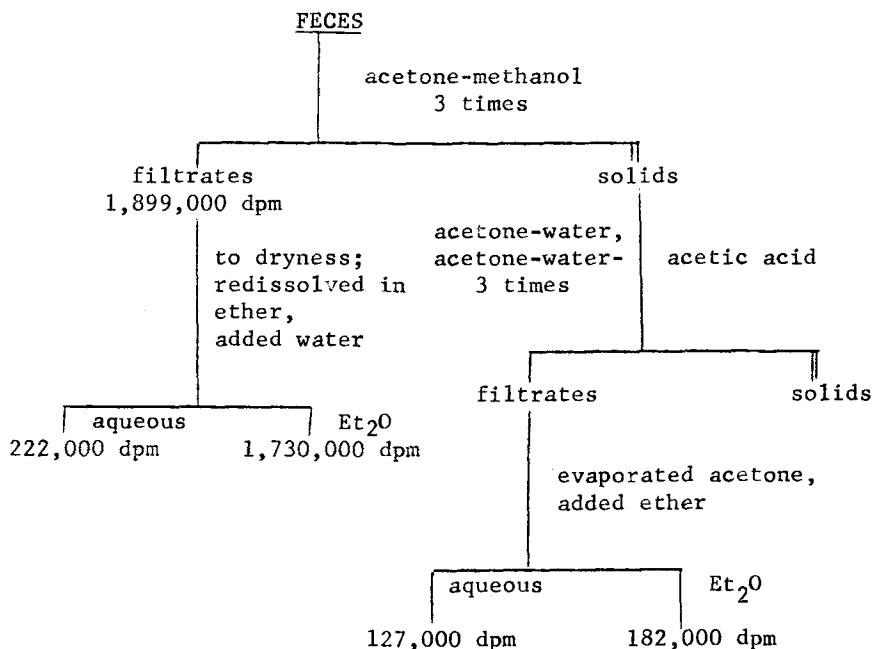 FECES
acetone-methanol
3 times
filtrates
1,899,000 dpm
solids
to dryness;
redissolved in
ether,
added water
acetone-water,
acetone-water-
3 times
acetic acid
aqueous
222,000 dpm
Et2O
1,730,000 dpm
filtrates
solids
evaporated acetone,
added ether
aqueous
127,000 dpm
Et2O
182,000 dpm